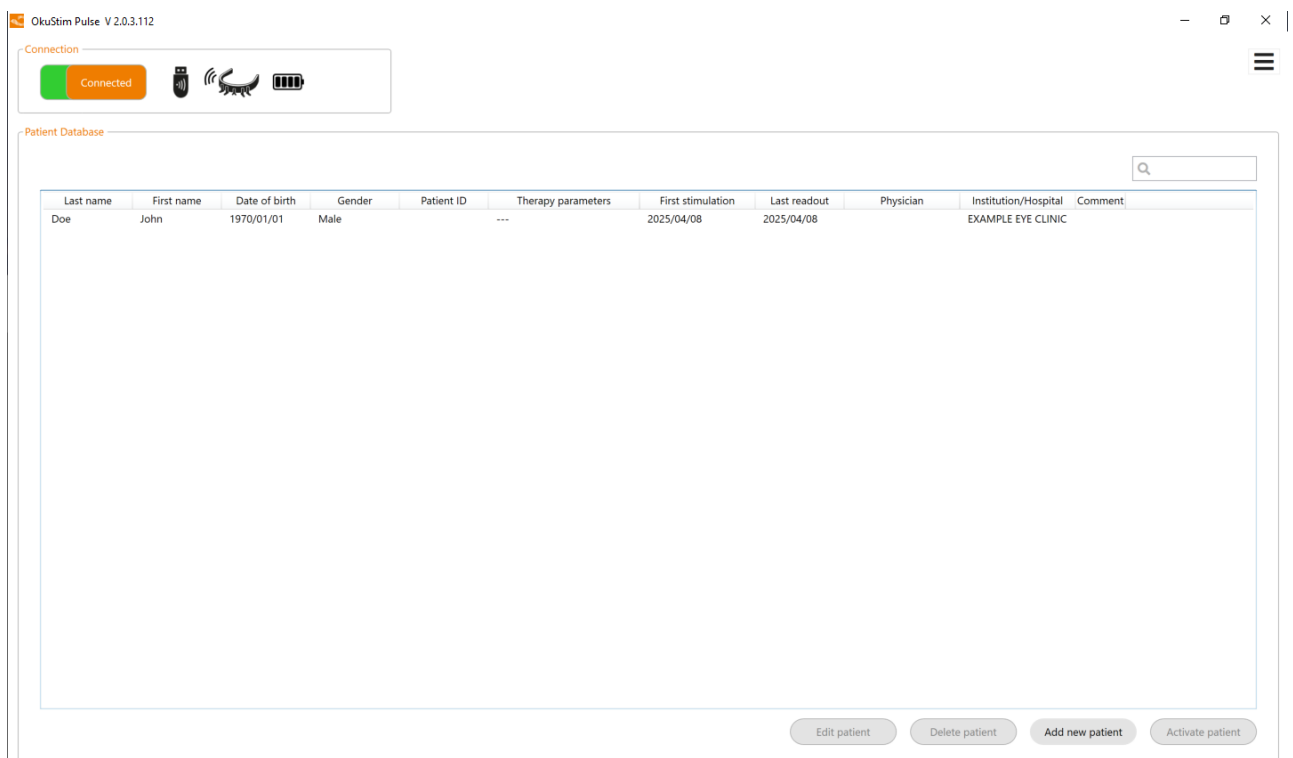 OkuStim Pulse V 2.0.3.112
Connection
Connected
Patient Database
Last name First name Date of birth Gender Patient ID Therapy parameters First stimulation Last readout Physician Institution/Hospital Comment
Doe John 1970/01/01 Male --- 2025/04/08 2025/04/08 EXAMPLE EYE CLINIC
Edit patient Delete patient Add new patient Activate patient